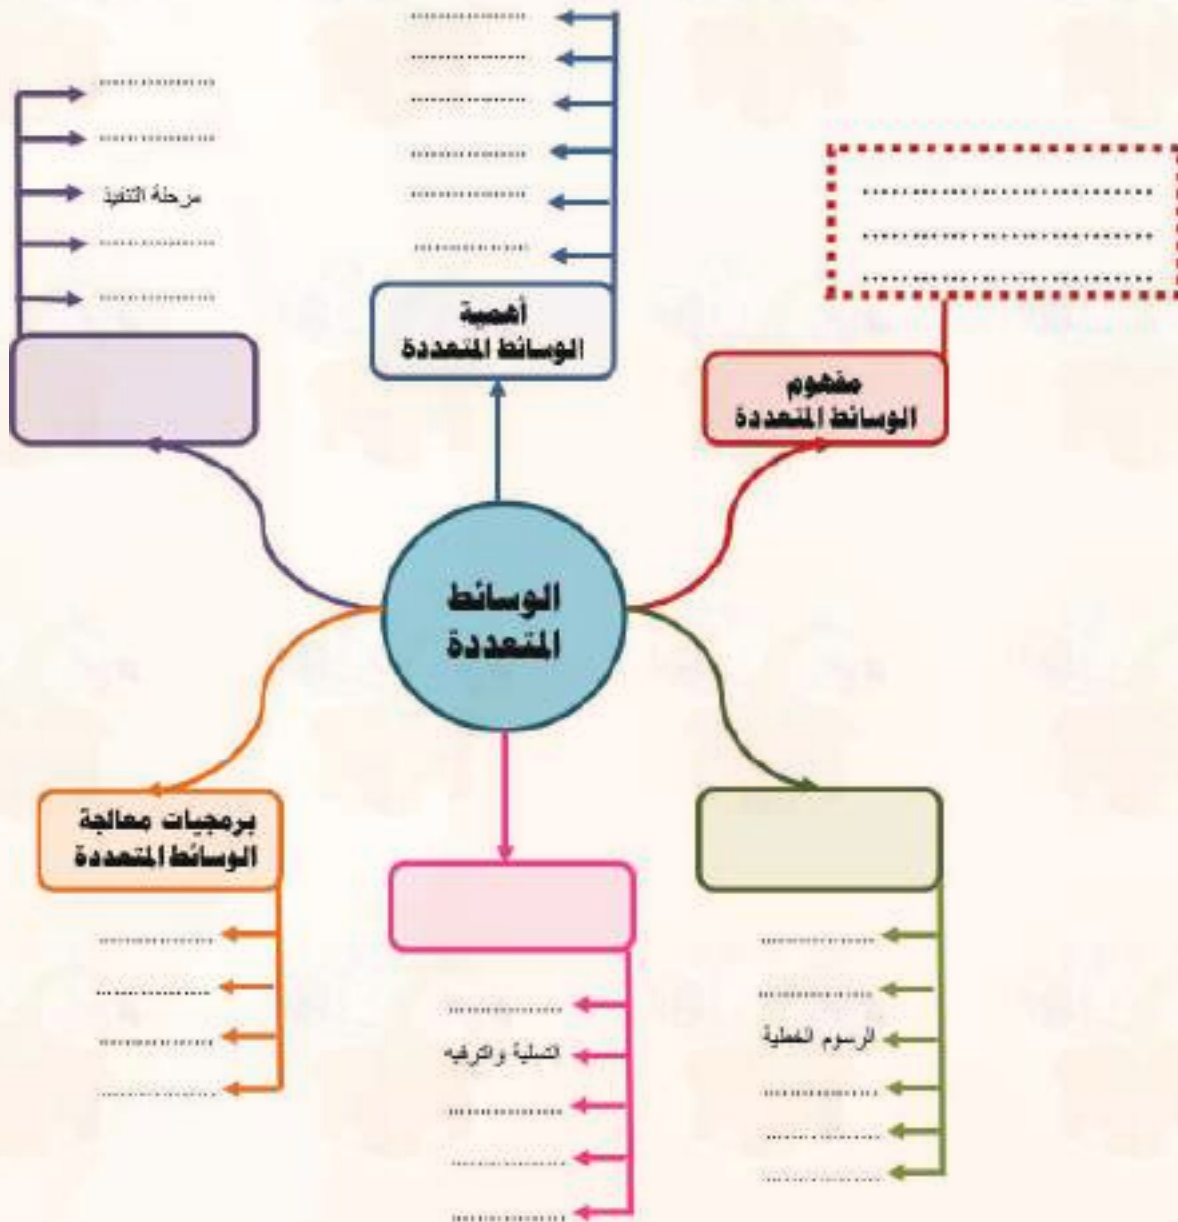 مرحلة التنفيذ
أهمية
الوسائط المتعددة
مفهوم
الوسائط المتعددة
الوسائط
المتعددة
برمجيات معالجة
الوسائط المتعددة
التسلية والترفيه
الرسوم الخطية